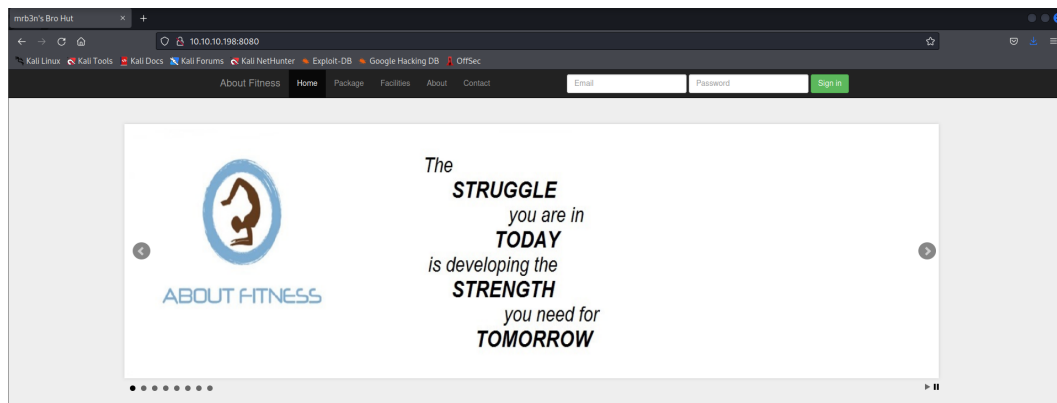 mrb3n's Bro Hut × +
10.10.10.198:8080
Kali Linux Kali Tools Kali Docs Kali Forums Kali NetHunter Exploit-DB Google Hacking DB OffSec
About Fitness Home Package Facilities About Contact Email Password Sign in
The
STRUGGLE
you are in
TODAY
is developing the
STRENGTH
you need for
TOMORROW
ABOUT FITNESS